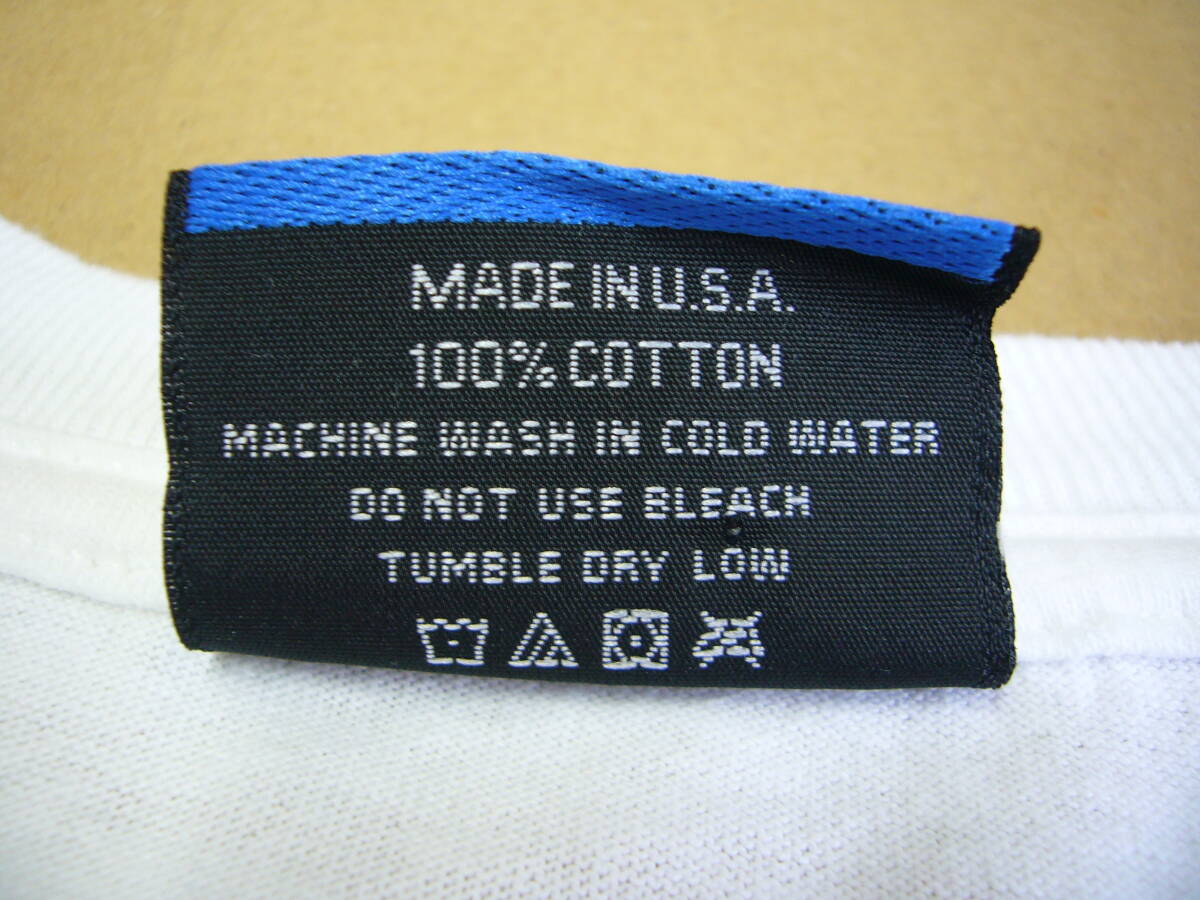 MADE IN U.S.A.
100% COTTON
MACHINE WASH IN COLD WATER
DO NOT USE BLEACH
TUMBLE DRY LOW